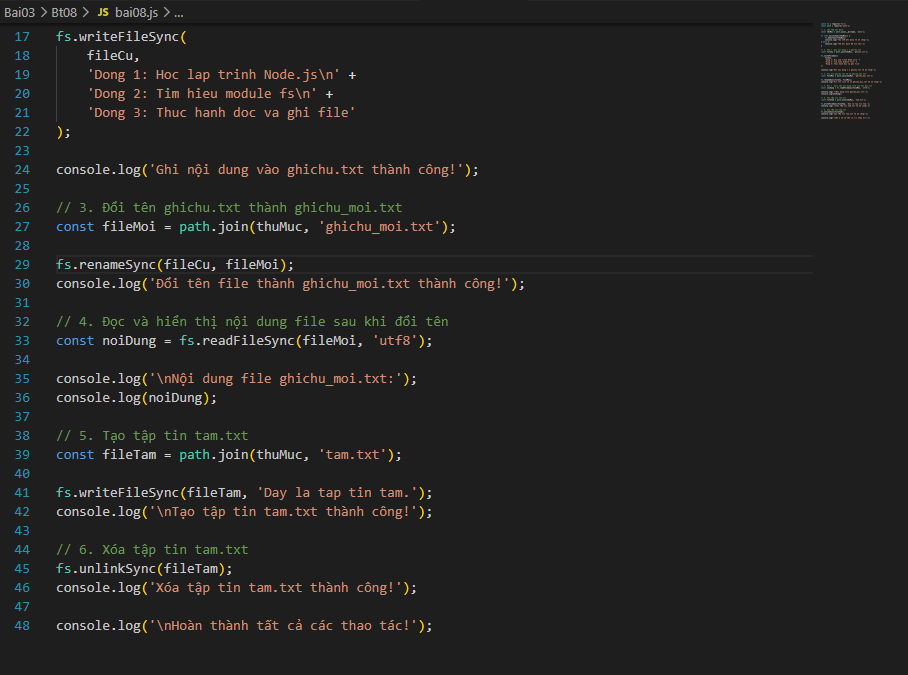 Bai03 > Bt08 > JS bai08.js > ...
17 fs.writeFileSync(
18 fileCu,
19 'Dong 1: Hoc lap trinh Node.js\n' +
20 'Dong 2: Tim hieu module fs\n' +
21 'Dong 3: Thuc hanh doc va ghi file'
22 );
23
24 console.log('Ghi nội dung vào ghichu.txt thành công!');
25
26 // 3. Đổi tên ghichu.txt thành ghichu_moi.txt
27 const fileMoi = path.join(thuMuc, 'ghichu_moi.txt');
28
29 fs.renameSync(fileCu, fileMoi);
30 console.log('Đổi tên file thành ghichu_moi.txt thành công!');
31
32 // 4. Đọc và hiển thị nội dung file sau khi đổi tên
33 const noiDung = fs.readFileSync(fileMoi, 'utf8');
34
35 console.log('\nNội dung file ghichu_moi.txt:');
36 console.log(noiDung);
37
38 // 5. Tạo tập tin tam.txt
39 const fileTam = path.join(thuMuc, 'tam.txt');
40
41 fs.writeFileSync(fileTam, 'Day la tap tin tam.');
42 console.log('\nTạo tập tin tam.txt thành công!');
43
44 // 6. Xóa tập tin tam.txt
45 fs.unlinkSync(fileTam);
46 console.log('Xóa tập tin tam.txt thành công!');
47
48 console.log('\nHoàn thành tất cả các thao tác!');